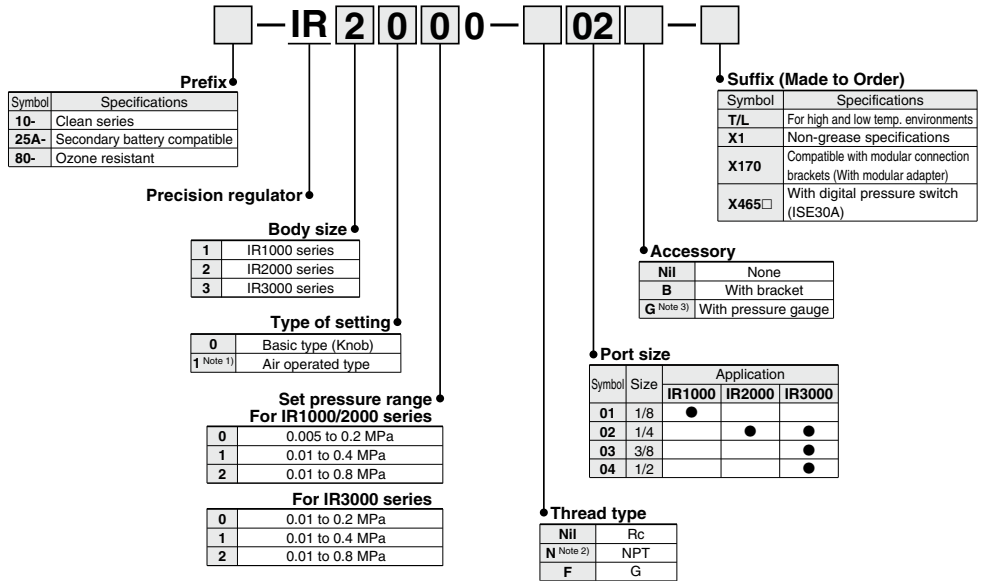 — IR 2 0 0 0 — 02 —
Prefix
Symbol Specifications
10- Clean series
25A- Secondary battery compatible
80- Ozone resistant
Precision regulator
Body size
1 IR1000 series
2 IR2000 series
3 IR3000 series
Type of setting
0 Basic type (Knob)
1 Note 1) Air operated type
Set pressure range
For IR1000/2000 series
0 0.005 to 0.2 MPa
1 0.01 to 0.4 MPa
2 0.01 to 0.8 MPa
For IR3000 series
0 0.01 to 0.2 MPa
1 0.01 to 0.4 MPa
2 0.01 to 0.8 MPa
Suffix (Made to Order)
Symbol Specifications
T/L For high and low temp. environments
X1 Non-grease specifications
X170 Compatible with modular connection
brackets (With modular adapter)
X465□ With digital pressure switch
(ISE30A)
Accessory
Nil None
B With bracket
G Note 3) With pressure gauge
Port size
Symbol Size Application
IR1000 IR2000 IR3000
01 1/8 ●
02 1/4 ● ●
03 3/8 ●
04 1/2 ●
Thread type
Nil Rc
N Note 2) NPT
F G